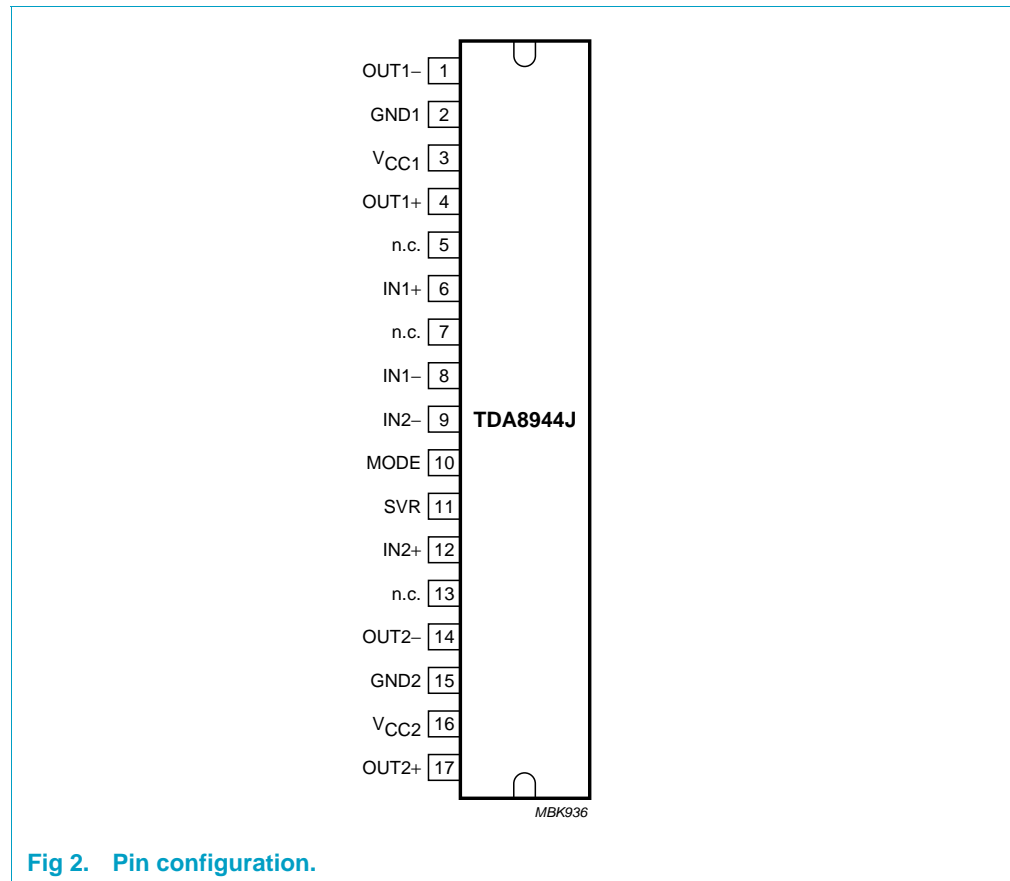 OUT1− 1
GND1 2
VCC1 3
OUT1+ 4
n.c. 5
IN1+ 6
n.c. 7
IN1− 8
IN2− 9 TDA8944J
MODE 10
SVR 11
IN2+ 12
n.c. 13
OUT2− 14
GND2 15
VCC2 16
OUT2+ 17
MBK936
Fig 2. Pin configuration.